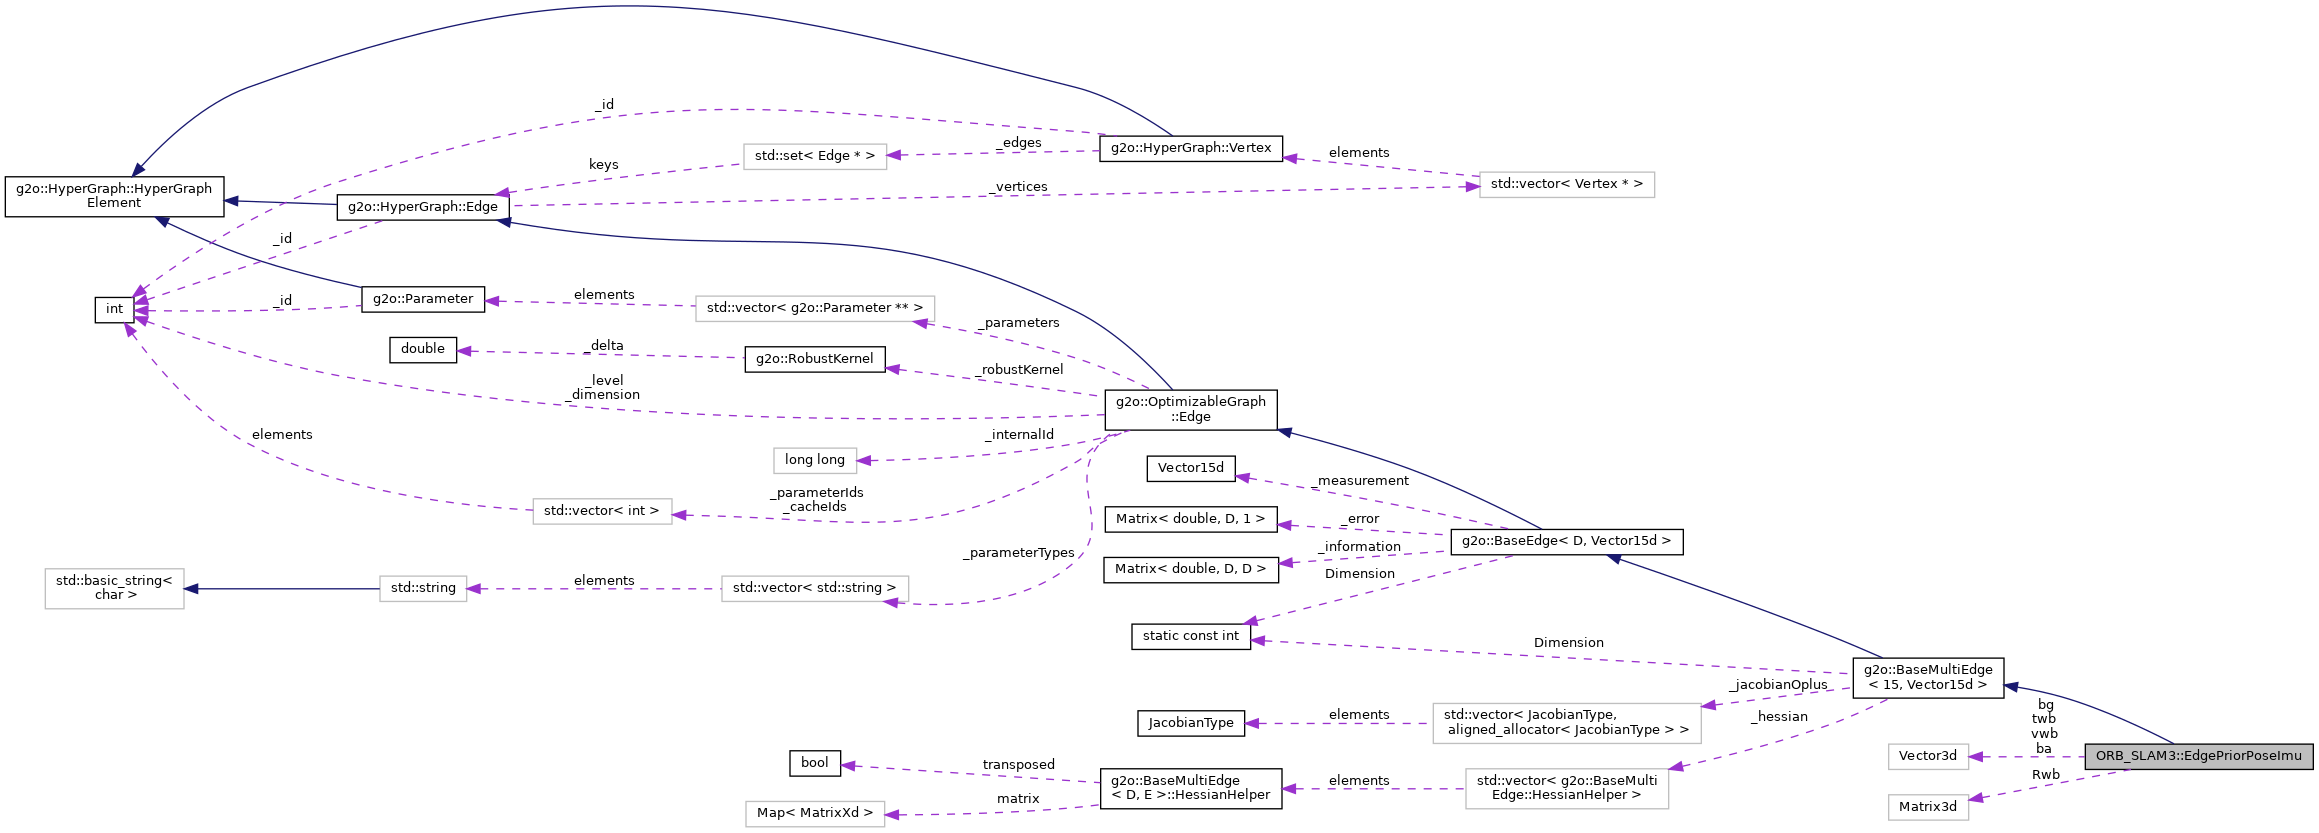 _id
_edges
g2o::HyperGraph::Vertex
elements
std::set< Edge * >
keys
g2o::HyperGraph::HyperGraph
Element
_vertices
std::vector< Vertex * >
g2o::HyperGraph::Edge
_id
g2o::Parameter
_id
int
elements
std::vector< g2o::Parameter ** >
_parameters
double
_delta
g2o::RobustKernel
_robustKernel
_level
_dimension
g2o::OptimizableGraph
::Edge
elements
_internalId
long long
Vector15d
_measurement
_parameterIds
_cacheIds
std::vector< int >
Matrix< double, D, 1 >
_error
g2o::BaseEdge< D, Vector15d >
_information
_parameterTypes
Matrix< double, D, D >
Dimension
std::basic_string<
char >
std::string
elements
std::vector< std::string >
static const int
Dimension
g2o::BaseMultiEdge
< 15, Vector15d >
_jacobianOplus
JacobianType
elements
std::vector< JacobianType,
aligned_allocator< JacobianType > >
_hessian
bg
twb
vwb
ba
Vector3d
ORB_SLAM3::EdgePriorPoseImu
Rwb
Matrix3d
bool
transposed
g2o::BaseMultiEdge
< D, E >::HessianHelper
elements
std::vector< g2o::BaseMulti
Edge::HessianHelper >
matrix
Map< MatrixXd >